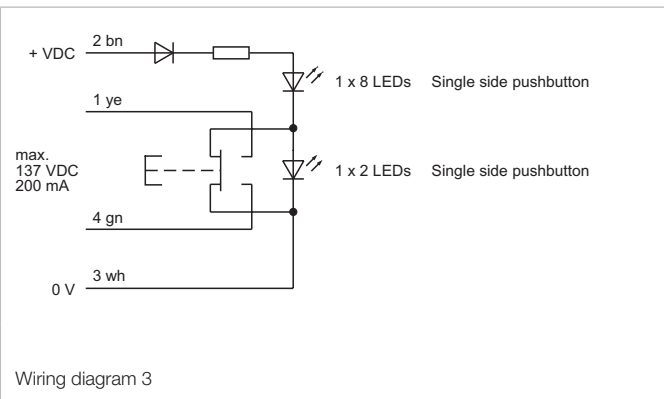 2 bn
+ VDC
1 x 8 LEDs Single side pushbutton
1 ye
max.
137 VDC
200 mA
1 x 2 LEDs Single side pushbutton
4 gn
3 wh
0 V
Wiring diagram 3